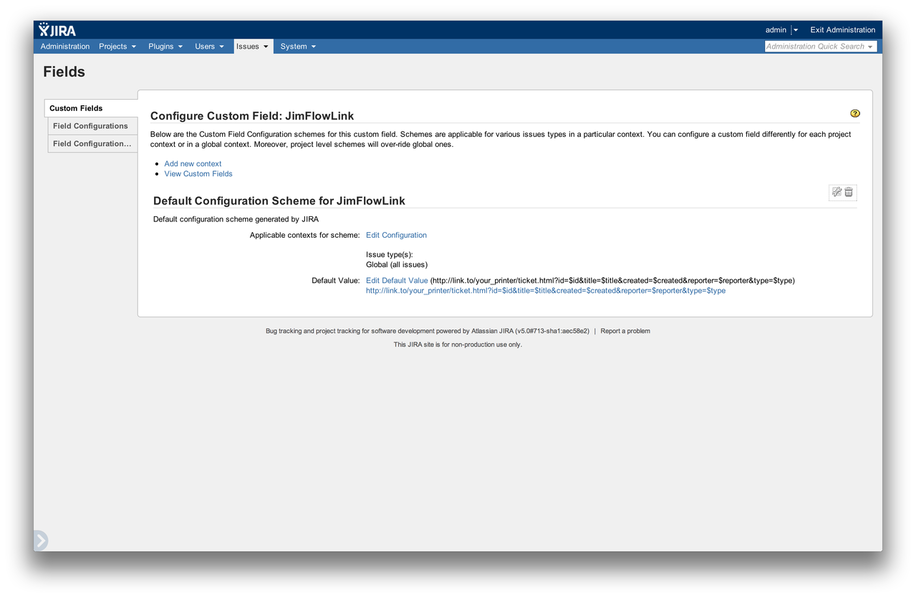 JIRA
admin
Exit Administration
Administration Projects Plugins Users Issues System
Administration Quick Search
Fields
Custom Fields
Field Configurations
Field Configuration...
Configure Custom Field: JimFlowLink
Below are the Custom Field Configuration schemes for this custom field. Schemes are applicable for various issues types in a particular context. You can configure a custom field differently for each project
context or in a global context. Moreover, project level schemes will over-ride global ones.
Add new context
View Custom Fields
Default Configuration Scheme for JimFlowLink
Default configuration scheme generated by JIRA
Applicable contexts for scheme: Edit Configuration
Issue type(s):
Global (all issues)
Default Value: Edit Default Value (http://link.to/your_printer/ticket.html?id=$id&title=$title&created=$created&reporter=$reporter&type=$type)
http://link.to/your_printer/ticket.html?id=$id&title=$title&created=$created&reporter=$reporter&type=$type
Bug tracking and project tracking for software development powered by Atlassian JIRA (v5.0#713-sha1:aec58e2) | Report a problem
This JIRA site is for non-production use only.